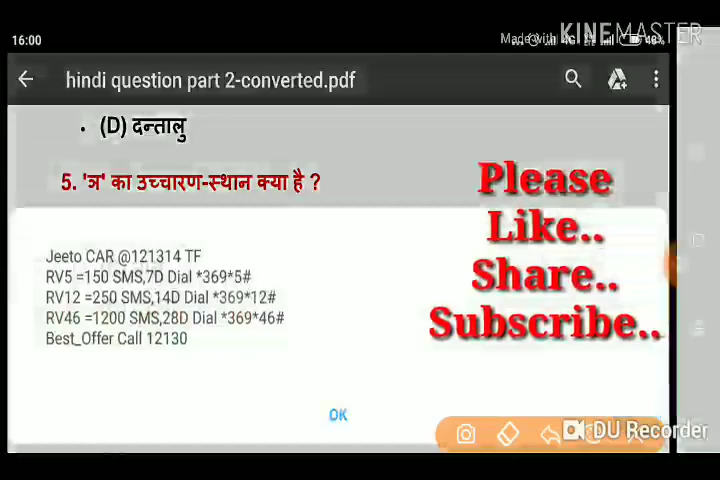 KINEMASTER
16:00 Made with 4G 48%
hindi question part 2-converted.pdf
• (D) दन्तालु
5. 'ञ' का उच्चारण-स्थान क्या है ?
Please
Like..
Share..
Subscribe..
Jeeto CAR @121314 TF
RV5 =150 SMS,7D Dial *369*5#
RV12 =250 SMS,14D Dial *369*12#
RV46 =1200 SMS,28D Dial *369*46#
Best_Offer Call 12130
OK
DU Recorder